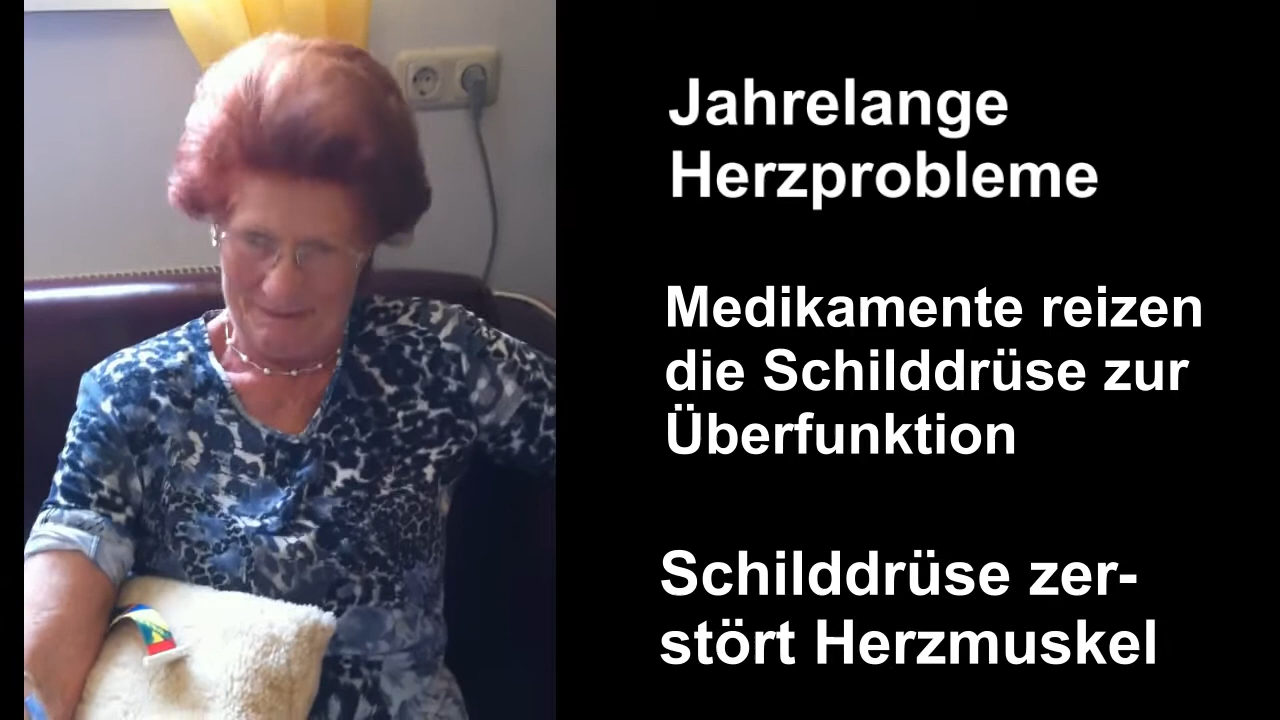 Jahrelange
Herzprobleme
Medikamente reizen
die Schilddrüse zur
Überfunktion
Schilddrüse zer-
stört Herzmuskel